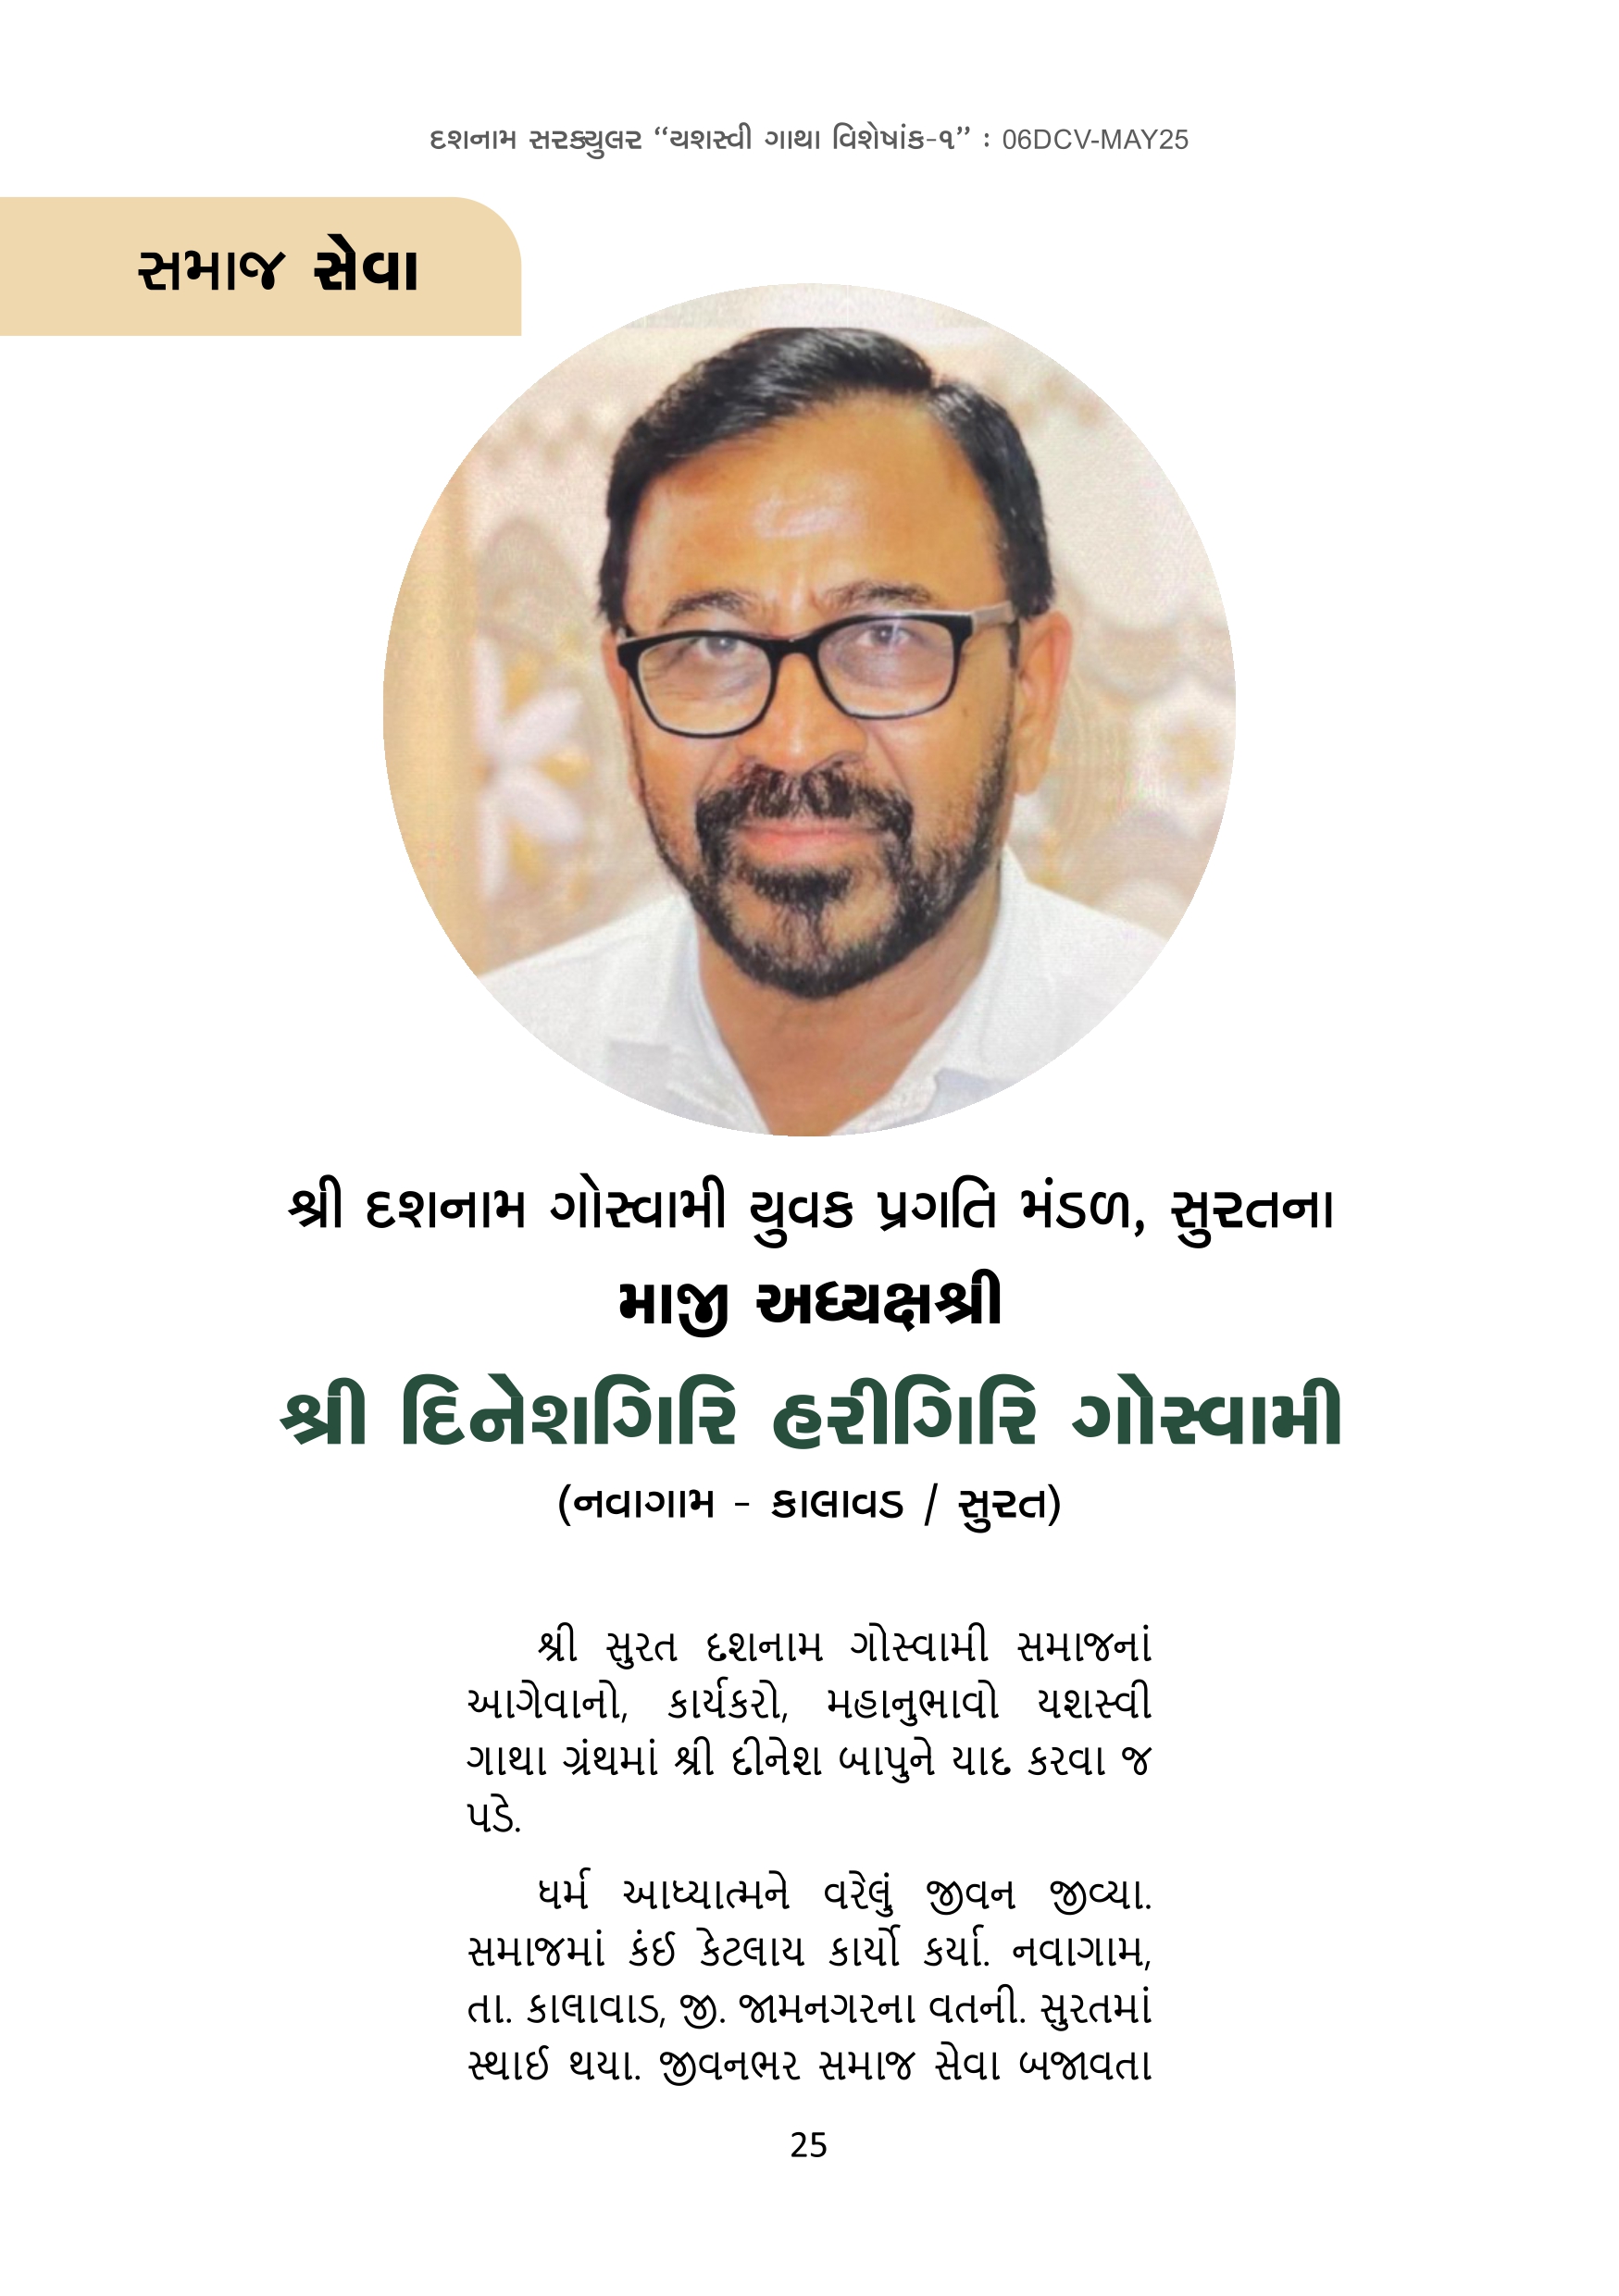 દશનામ સરક્યુલર “યશસ્વી ગાથા વિશેષાંક-૧” : 06DCV-MAY25
સમાજ સેવા
શ્રી દશનામ ગોસ્વામી યુવક પ્રગતિ મંડળ, સુરતના
માજી અધ્યક્ષશ્રી
શ્રી દિનેશગિરિ હરીગિરિ ગોસ્વામી
(નવાગામ - કાલાવડ / સુરત)
શ્રી સુરત દશનામ ગોસ્વામી સમાજનાં
આગેવાનો, કાર્યકરો, મહાનુભાવો યશસ્વી
ગાથા ગ્રંથમાં શ્રી દીનેશ બાપુને યાદ કરવા જ
પડે.
ધર્મ આધ્યાત્મને વરેલું જીવન જીવ્યા.
સમાજમાં કંઈ કેટલાય કાર્યો કર્યા. નવાગામ,
તા. કાલાવાડ, જી. જામનગરના વતની. સુરતમાં
સ્થાઈ થયા. જીવનભર સમાજ સેવા બજાવતા
25